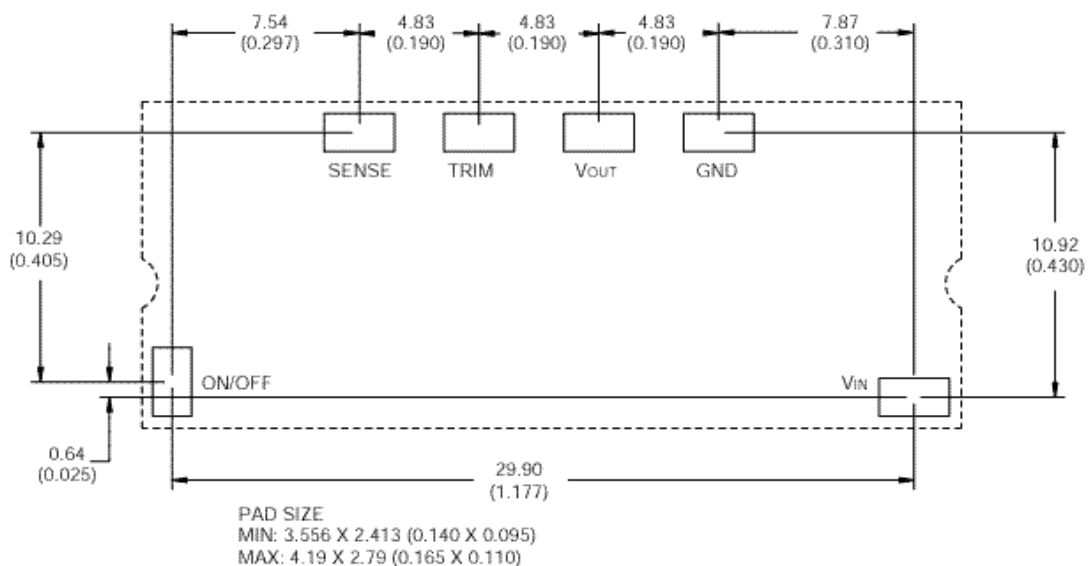 7.54
(0.297)
4.83
(0.190)
4.83
(0.190)
4.83
(0.190)
7.87
(0.310)
SENSE
TRIM
VOUT
GND
10.29
(0.405)
10.92
(0.430)
ON/OFF
VIN
0.64
(0.025)
29.90
(1.177)
PAD SIZE
MIN: 3.556 X 2.413 (0.140 X 0.095)
MAX: 4.19 X 2.79 (0.165 X 0.110)